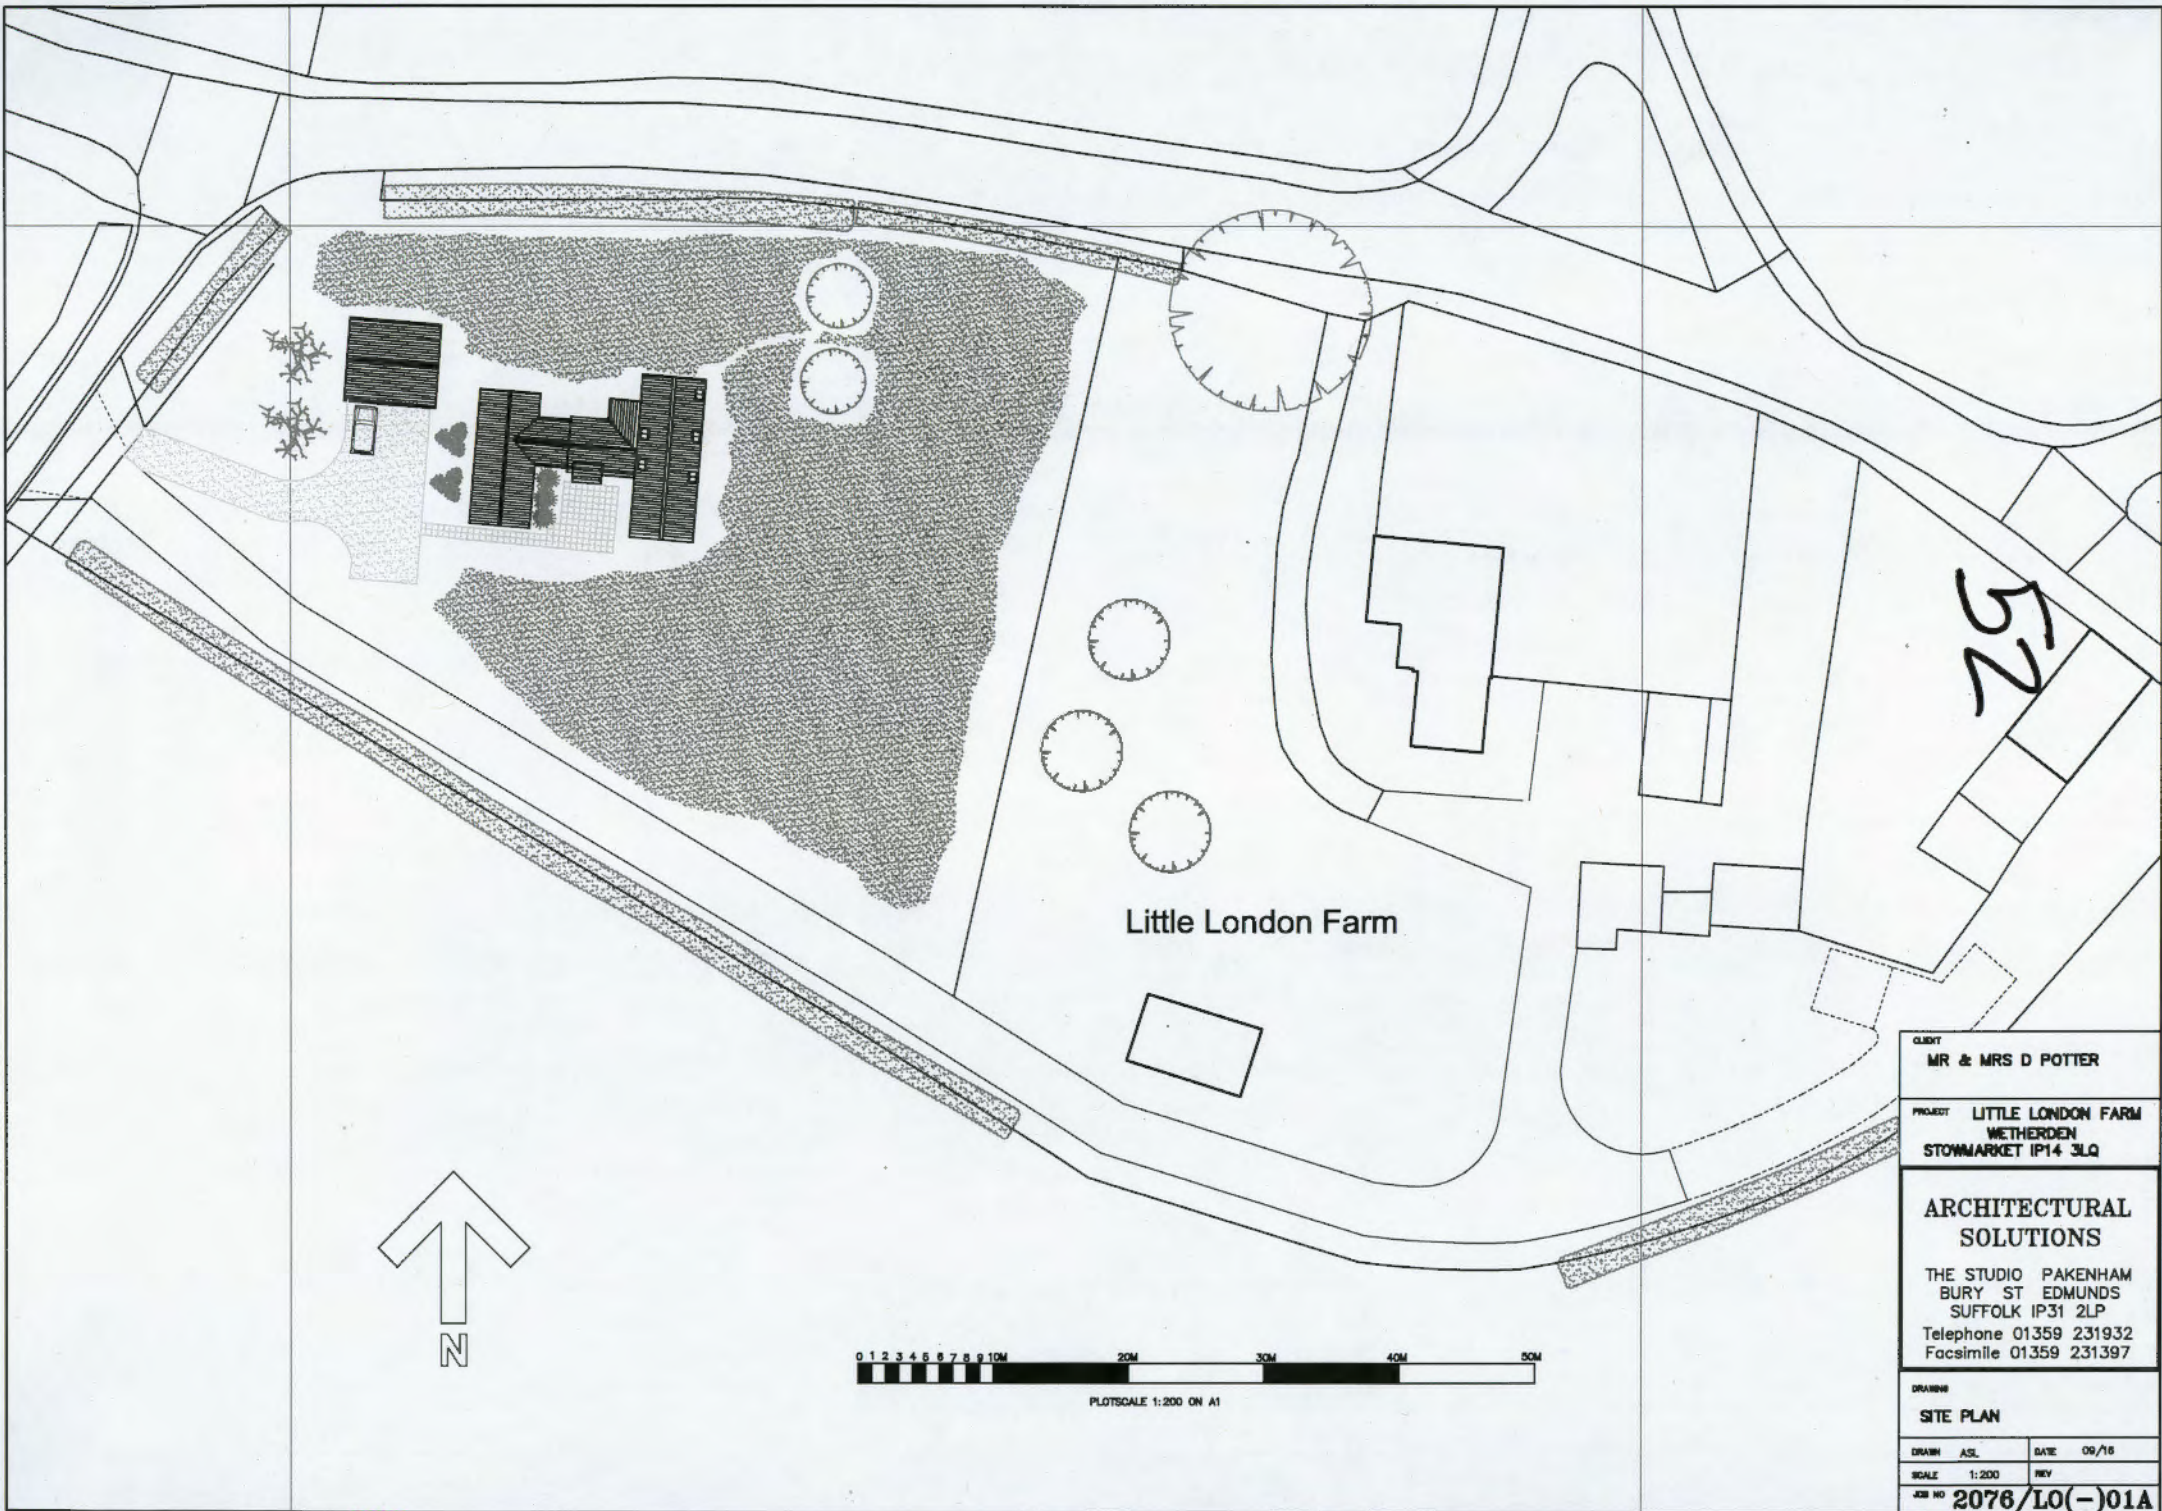 52
Little London Farm
N
0 1 2 3 4 5 6 7 8 9 10M 20M 30M 40M 50M
PLOTSCALE 1:200 ON A1
CLIENT
MR & MRS D POTTER
PROJECT LITTLE LONDON FARM
WETHERDEN
STOWMARKET IP14 3LQ
ARCHITECTURAL
SOLUTIONS
THE STUDIO PAKENHAM
BURY ST EDMUNDS
SUFFOLK IP31 2LP
Telephone 01359 231932
Facsimile 01359 231397
DRAWING
SITE PLAN
DRAWN ASL DATE 09/16
SCALE 1:200 REV
JOB NO 2076/LO(-)01A